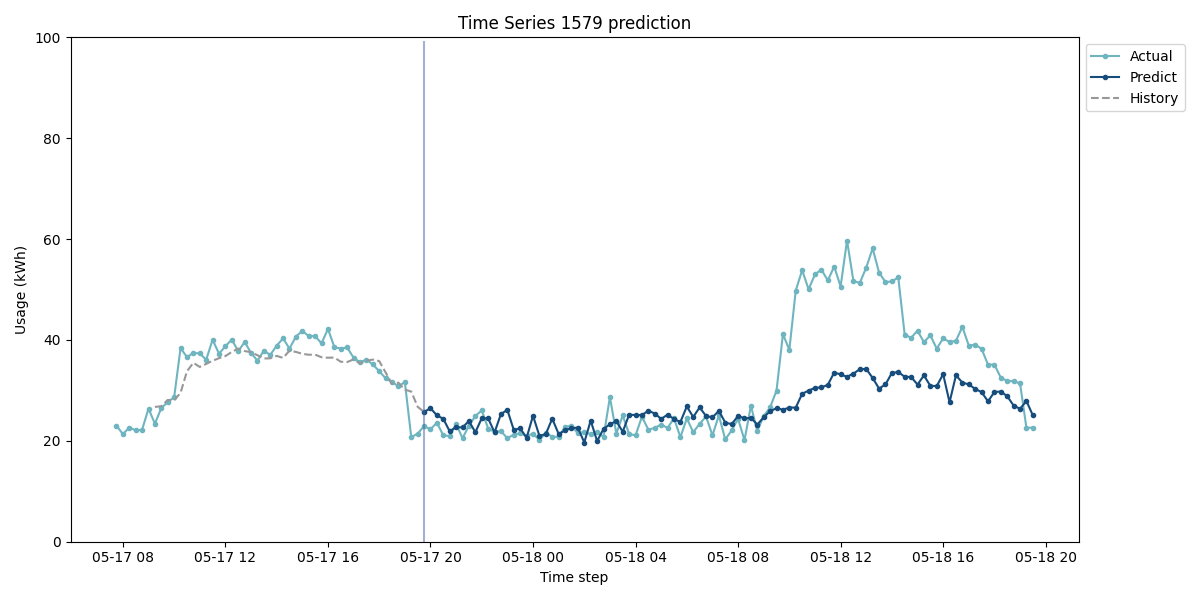 Time Series 1579 prediction
Actual
Predict
History
Usage (kWh)
100
80
60
40
20
0
05-17 08 05-17 12 05-17 16 05-17 20 05-18 00 05-18 04 05-18 08 05-18 12 05-18 16 05-18 20
Time step